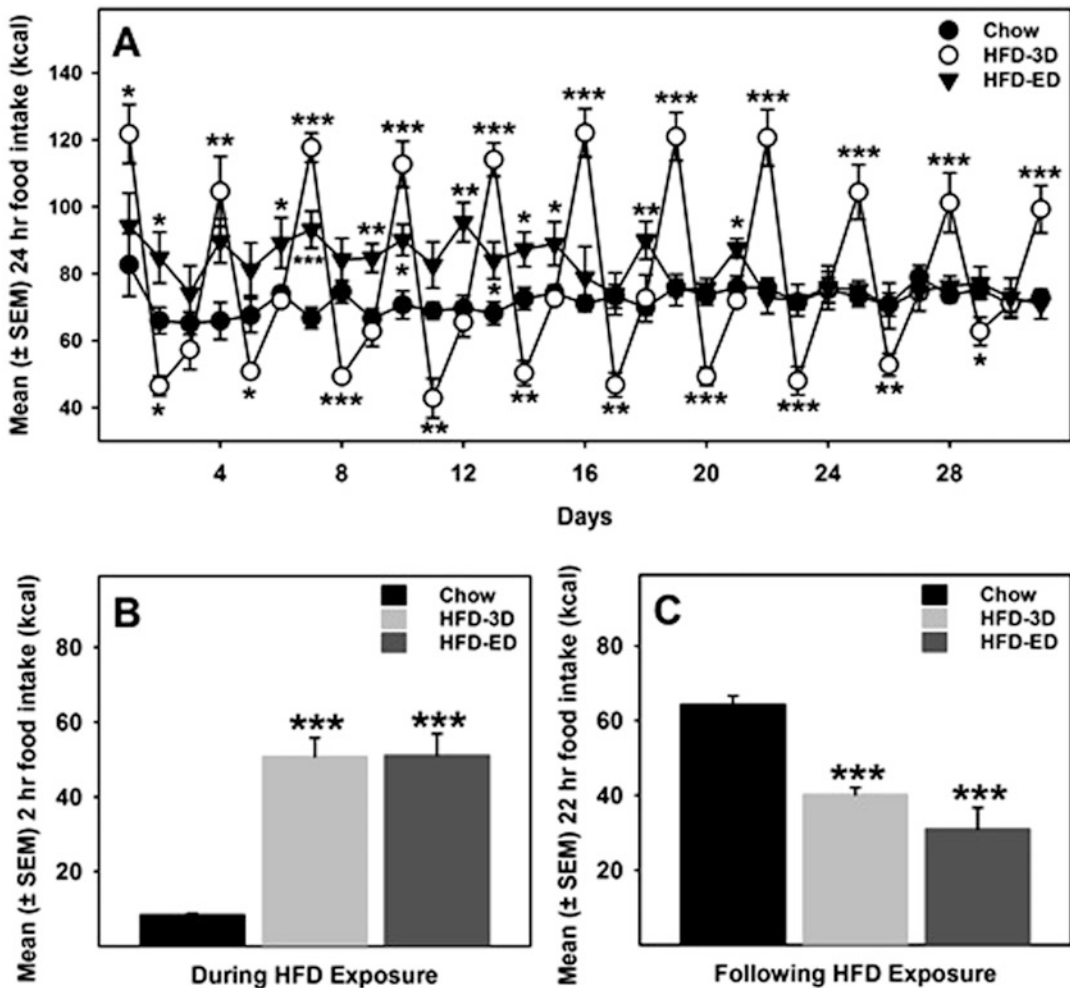 A
Chow
HFD-3D
HFD-ED
Mean (± SEM) 24 hr food intake (kcal)
140
120
100
80
60
40
* ** *** *** *** *** *** *** *** *** ***
* * ** * ** * * ** *
*** * *
* * *** ** ** ** *** *** ** *
4 8 12 16 20 24 28
Days
B
Chow
HFD-3D
HFD-ED
Mean (± SEM) 2 hr food intake (kcal)
80
60
40
20
*** ***
During HFD Exposure
C
Chow
HFD-3D
HFD-ED
Mean (± SEM) 22 hr food intake (kcal)
80
60
40
20
*** ***
Following HFD Exposure